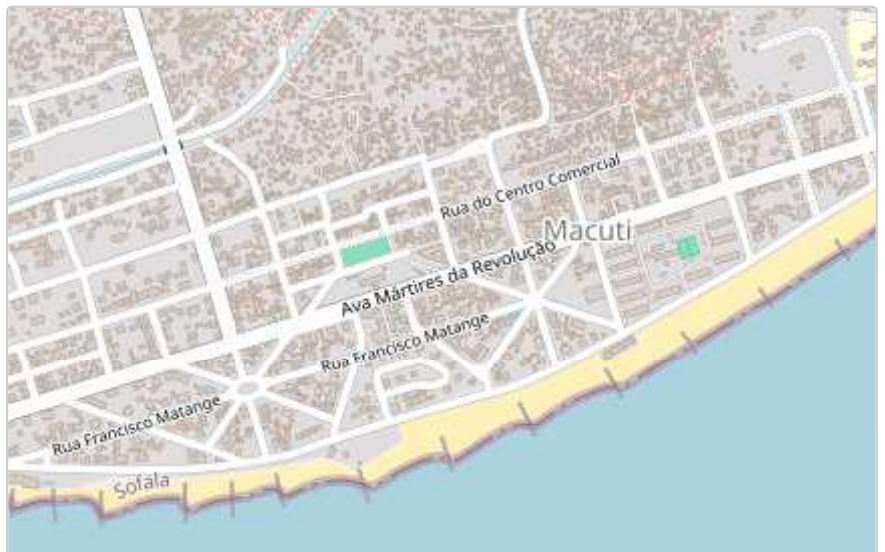 Rua do Centro Comercial
Macuti
Ava Mártires da Revolução
Rua Francisco Matange
Rua Francisco Matange
Sofala